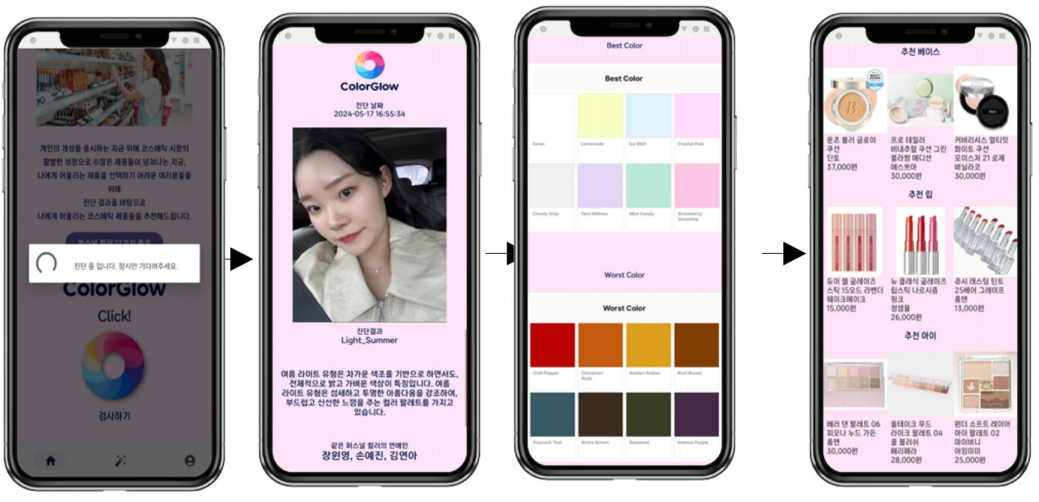 개인의 개성을 중시하는 지금 위해 코스메틱 시장의
활발한 성장으로 수많은 제품들이 넘쳐나는 지금,
나에게 어울리는 제품을 선택하기 어려운 여러분들을
위해
진단 결과를 바탕으로
나에게 어울리는 코스메틱 제품들을 추천해드립니다.
진단 중 입니다. 잠시만 기다려주세요.
ColorGlow
Click!
검사하기
ColorGlow
진단 날짜
2024-05-17 16:55:34
진단결과
Light_Summer
여름 라이트 유형은 차가운 색조를 기반으로 하면서도,
전체적으로 밝고 가벼운 색상이 특징입니다. 여름
라이트 유형은 섬세하고 투명한 아름다움을 강조하며,
부드럽고 신선한 느낌을 주는 컬러 팔레트를 가지고
있습니다.
같은 퍼스널 컬러의 연예인
장원영, 손예진, 김연아
Best Color
Best Color
Swan
Lemonade
Ice Melt
Crystal Pink
Cloudy Gray
Taro Milktea
Mint Candy
Strawberry
Smoothie
Worst Color
Worst Color
Chili Pepper
Cinnamon
Golden Amber
Rust Brown
Peacock Teal
Bistro Brown
Seaweed
Intense Purple
추천 베이스
쿠션
단토
37,000원
프로 테일러
비내추럴 쿠션 그린
블라썸 에디션
에스쁘아
30,000원
커버리셔스 얼티밋
화이트 쿠션
모이스처 21 로제
바닐라코
30,000원
추천 립
듀이 젤 글레이즈
스틱 15모드 라벤더
웨이크메이크
15,000원
뉴 클래식 글레이즈
립스틱 나르시즘
핑크
정샘물
26,000원
쥬시 래스팅 틴트
25베어 그레이프
롬앤
13,000원
추천 아이
베러 댄 팔레트 06
피오니 누드 가든
롬앤
30,000원
올테이크 무드
라이크 팔레트 04
쿨 블러쉬
페리페라
28,000원
윈더 소프트 레이어
아이 팔레트 02
마이버니
아임미미
25,000원